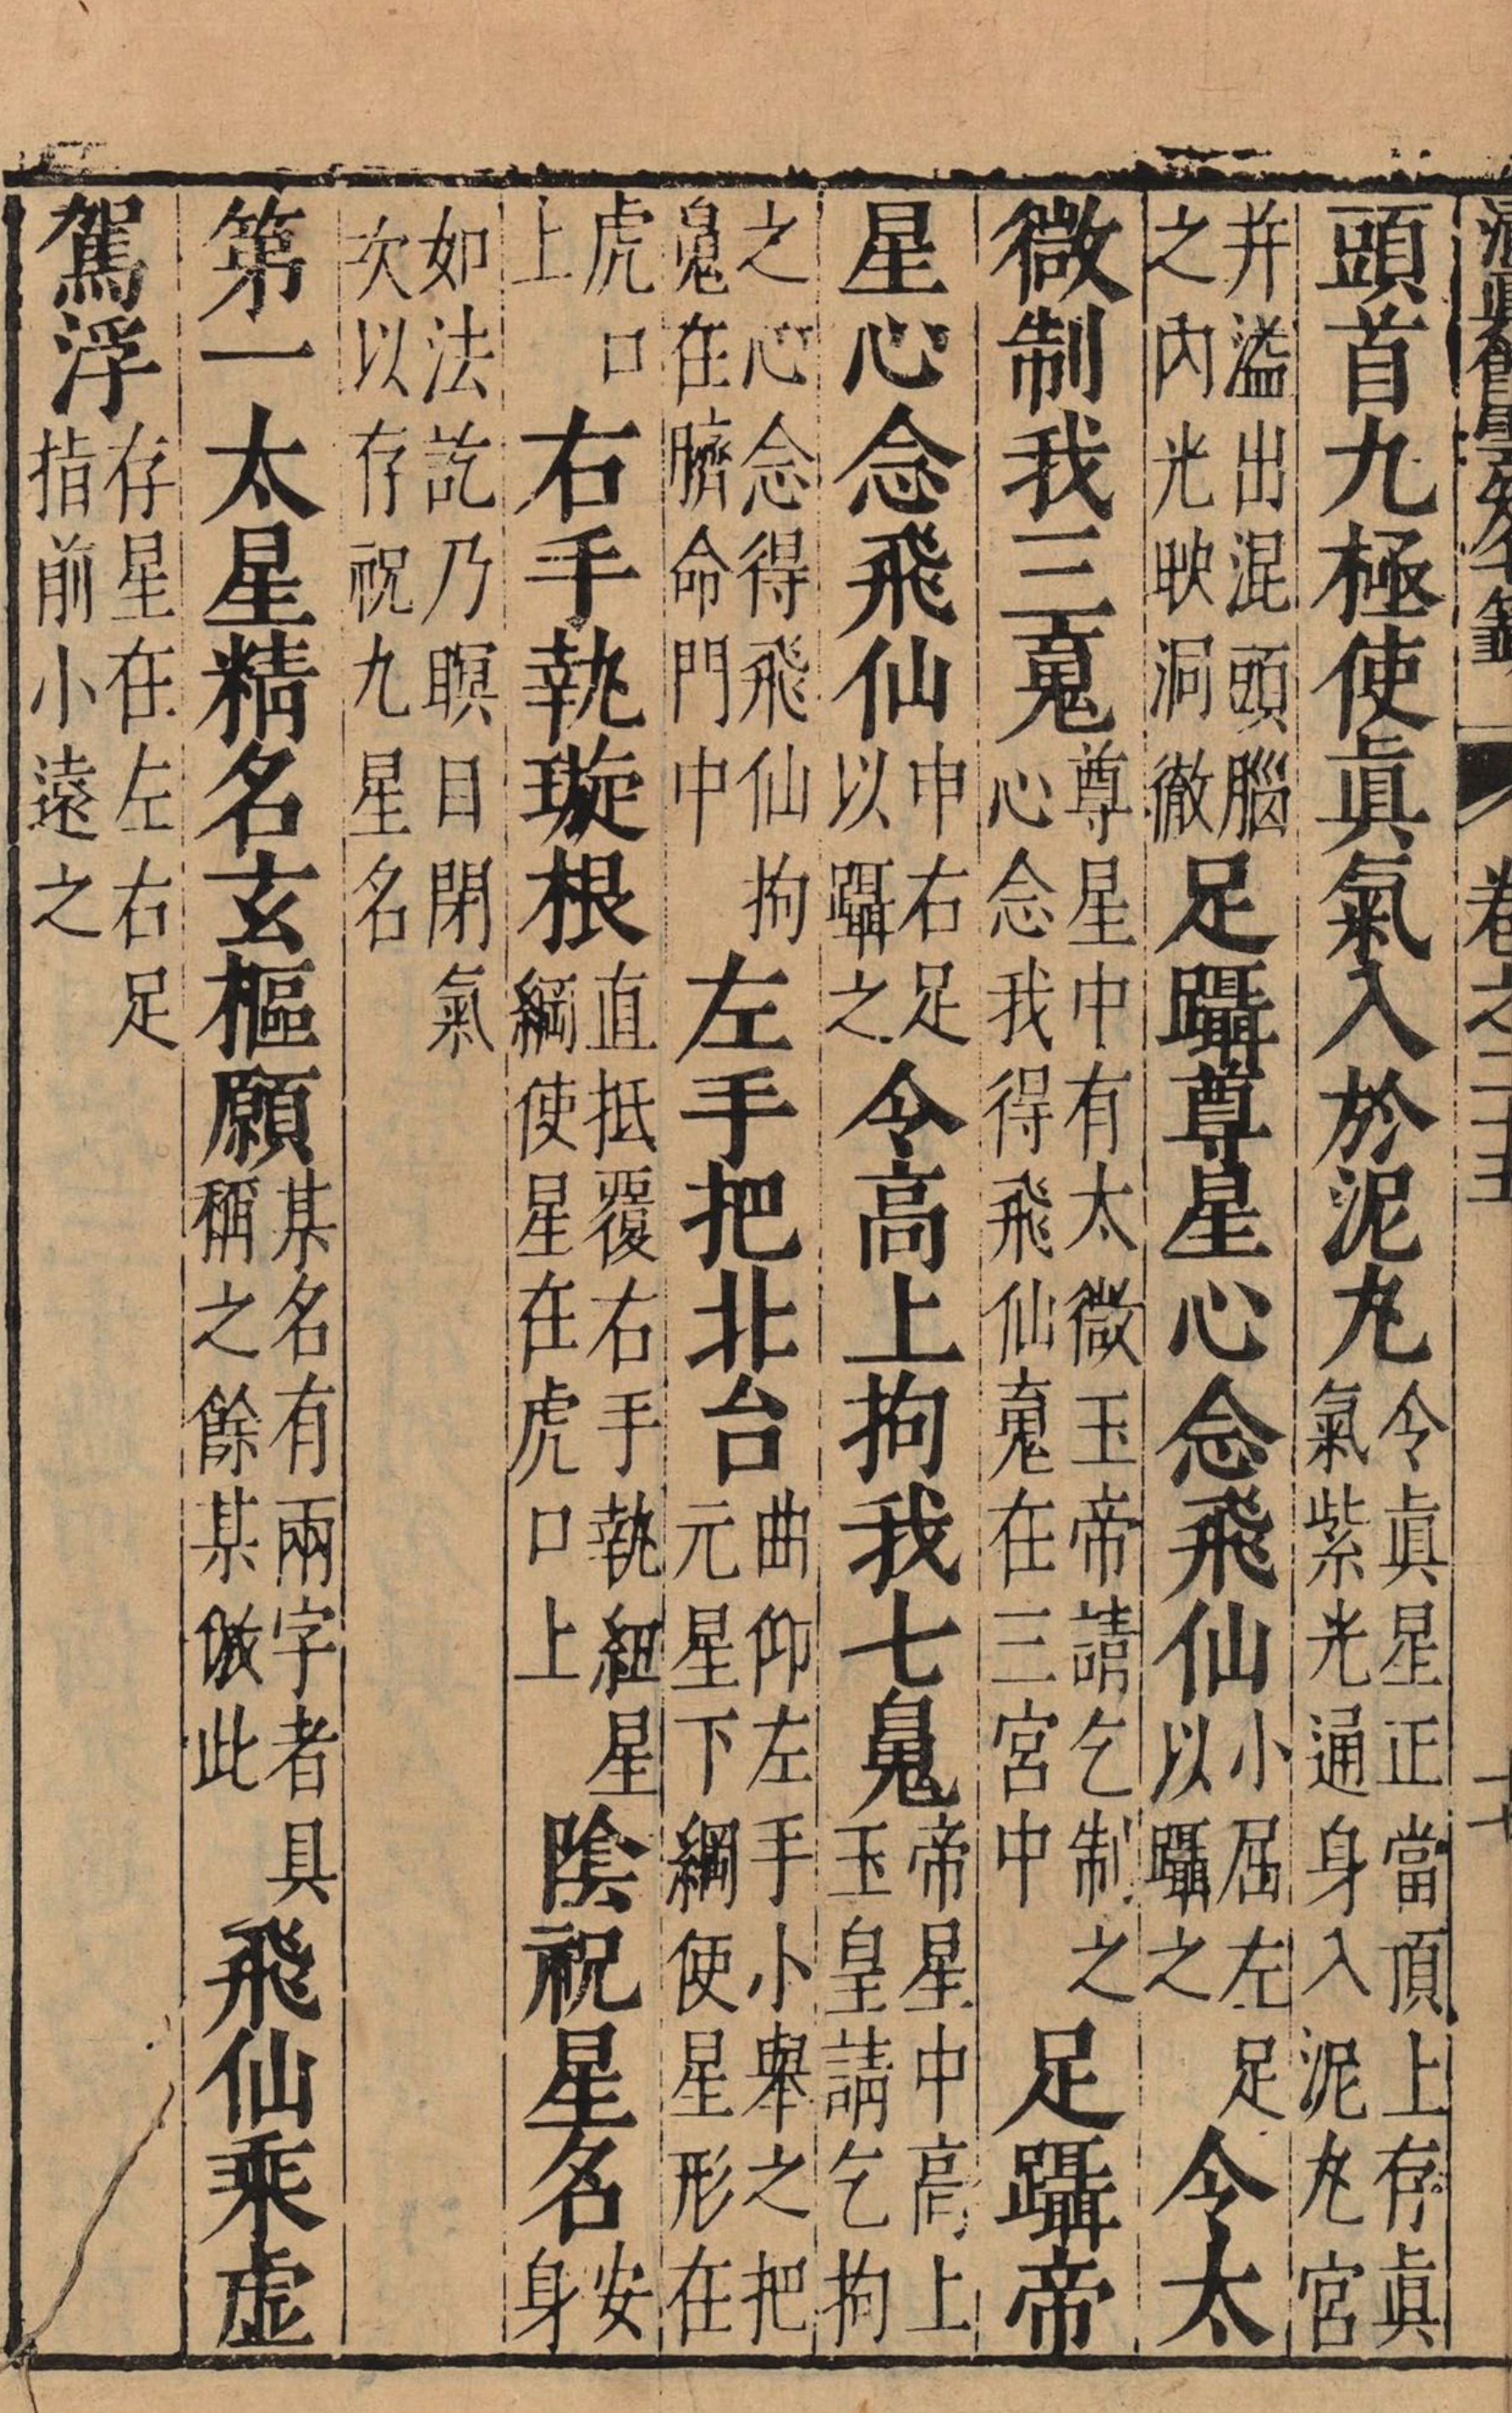 卷之二十五
頭首九極使眞氣入於泥丸令眞星正當頂上存眞氣紫光通身入泥丸宮
并溢出混頭腦之內光映洞徹足躡尊星心念飛仙小屈左足以躡之令太
微制我三䰟尊星中有太微玉帝請乞制之心念我得飛仙䰟在三宮中足躡帝
星心念飛仙申右足以躡之令高上拘我七魄帝星中高上玉皇請乞拘
之心念得飛仙拘魄在臍命門中左手把北台曲仰左手小舉之把元星下綱使星形在
虎口上右手執璇根直抵覆右手執紐星綱使星在虎口上陰祝星名安身
如法訖乃瞑目閉氣次以存祝九星名
第一太星精名玄樞願某名有兩字者具稱之餘某倣此飛仙乘虛
駕浮存星在左右足指前小遠之